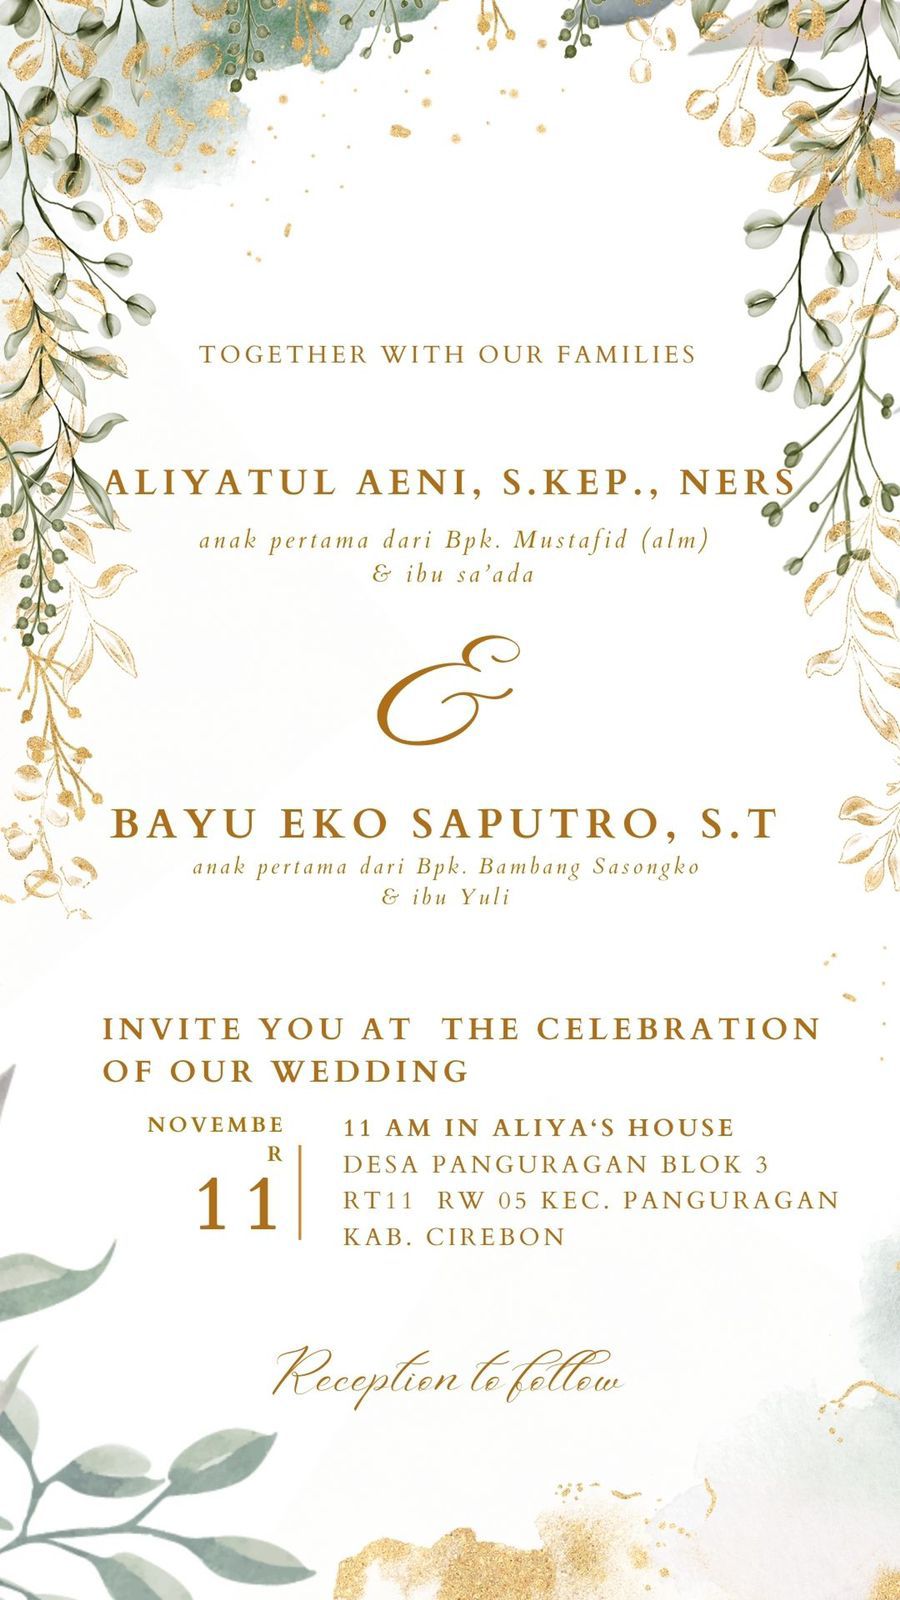 TOGETHER WITH OUR FAMILIES
ALIYATUL AENI, S.KEP., NERS
anak pertama dari Bpk. Mustafid (alm)
& ibu sa’ada
&
BAYU EKO SAPUTRO, S.T
anak pertama dari Bpk. Bambang Sasongko
& ibu Yuli
INVITE YOU AT  THE CELEBRATION
OF OUR WEDDING
NOVEMBE
R
11
11 AM IN ALIYA‘S HOUSE
DESA PANGURAGAN BLOK 3
RT11  RW 05 KEC. PANGURAGAN
KAB. CIREBON
Reception to follow